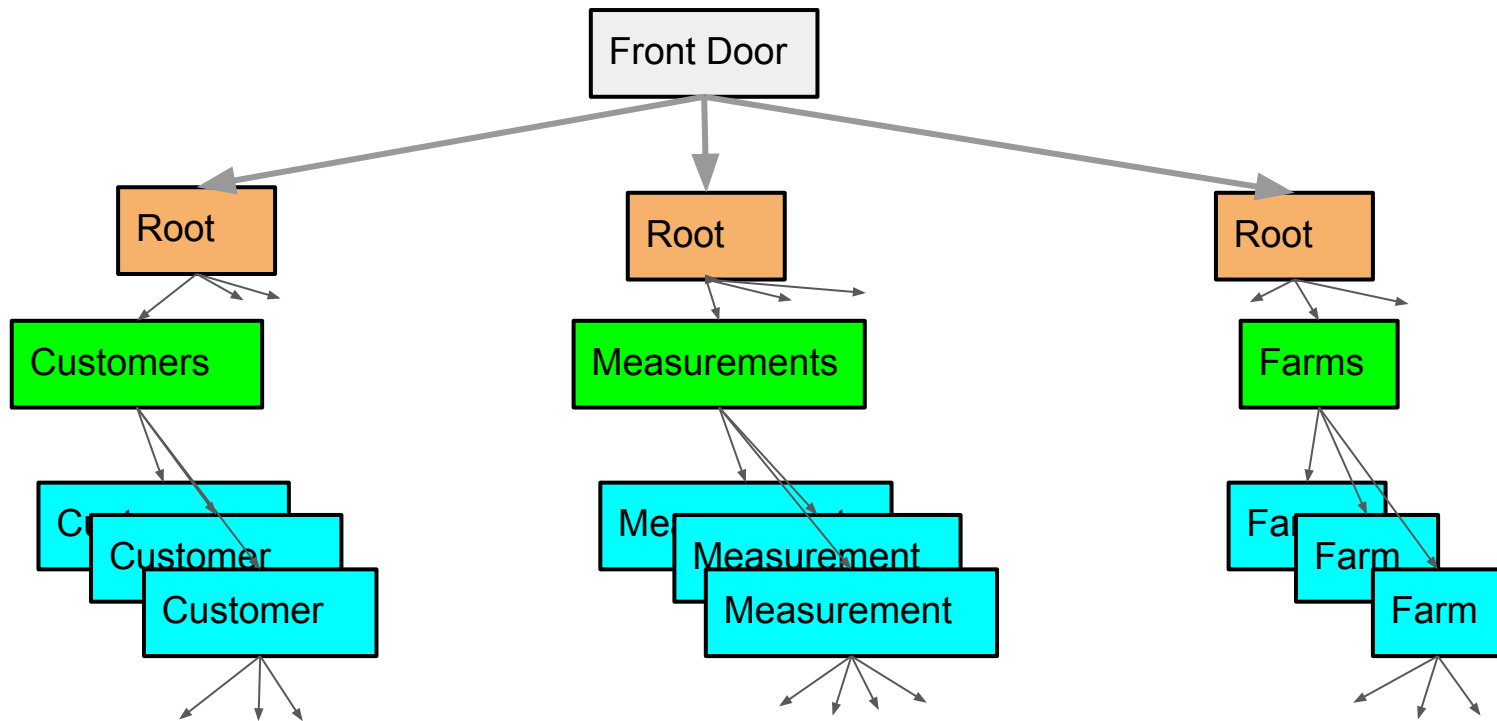 Front Door
Root
Root
Root
Customers
Measurements
Farms
Customer
Measurement
Farm
Customer
Measurement
Farm